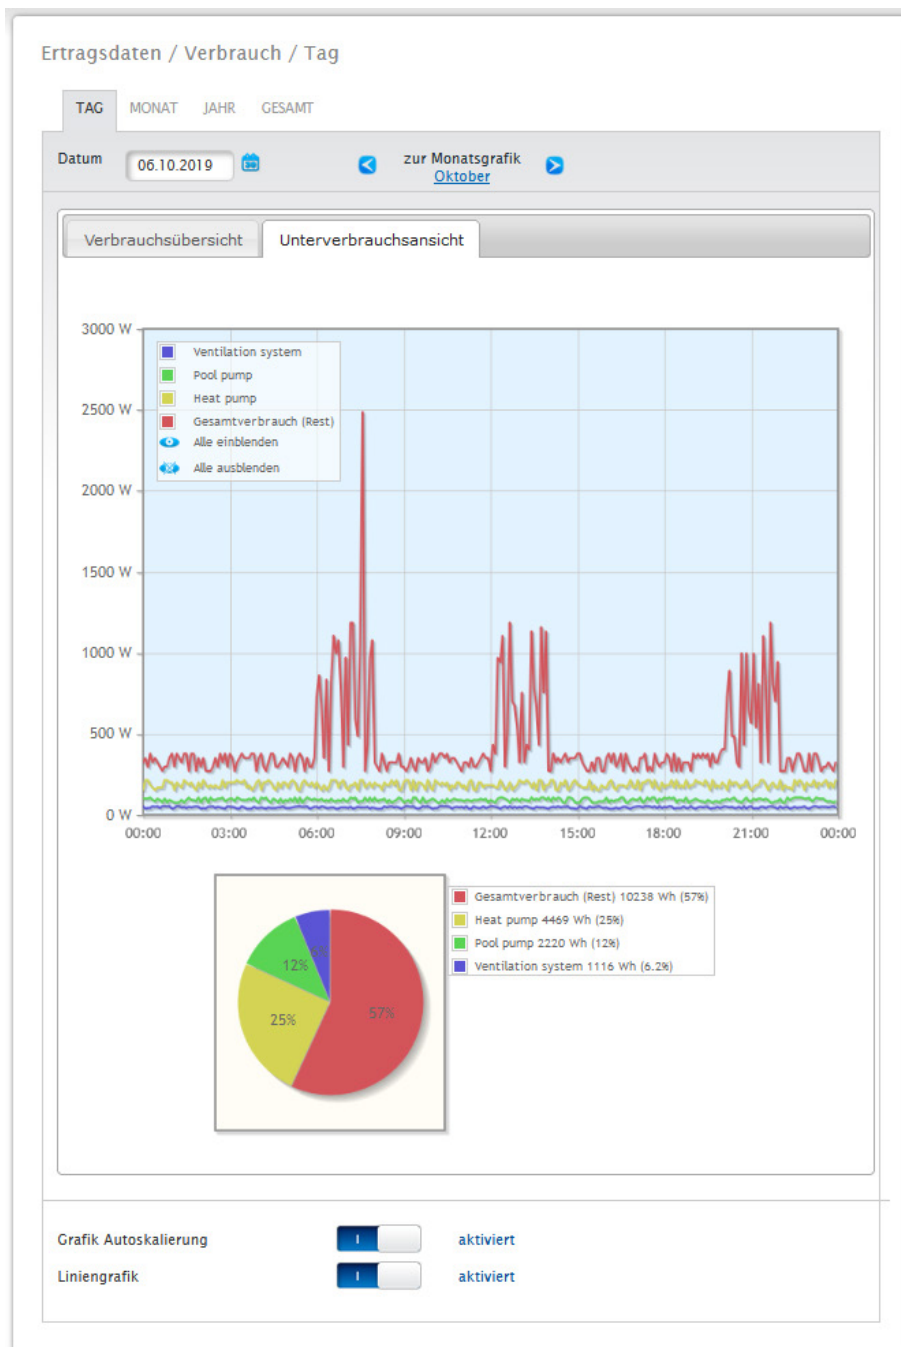 Ertragsdaten / Verbrauch / Tag
TAG MONAT JAHR GESAMT
Datum 06.10.2019 zur Monatsgrafik
Oktober
Verbrauchsübersicht Unterverbrauchsansicht
3000 W
Ventilation system
Pool pump
Heat pump
2500 W
Gesamtverbrauch (Rest)
Alle einblenden
Alle ausblenden
2000 W
1500 W
1000 W
500 W
0 W
00:00 03:00 06:00 09:00 12:00 15:00 18:00 21:00 00:00
Gesamtverbrauch (Rest) 10238 Wh (57%)
Heat pump 4469 Wh (25%)
Pool pump 2220 Wh (12%)
Ventilation system 1116 Wh (6.2%)
12%
57%
25%
Grafik Autoskalierung I aktiviert
Liniengrafik I aktiviert